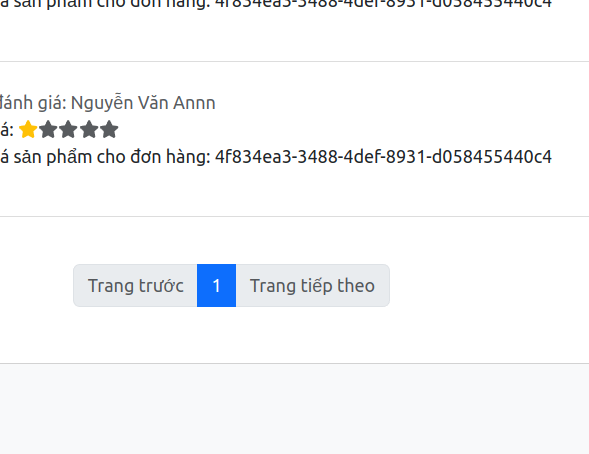 sản phẩm cho đơn hàng: 4f834ea3-3488-4def-8931-d058455440c4
đánh giá: Nguyễn Văn Annn
á:
á sản phẩm cho đơn hàng: 4f834ea3-3488-4def-8931-d058455440c4
Trang trước 1 Trang tiếp theo